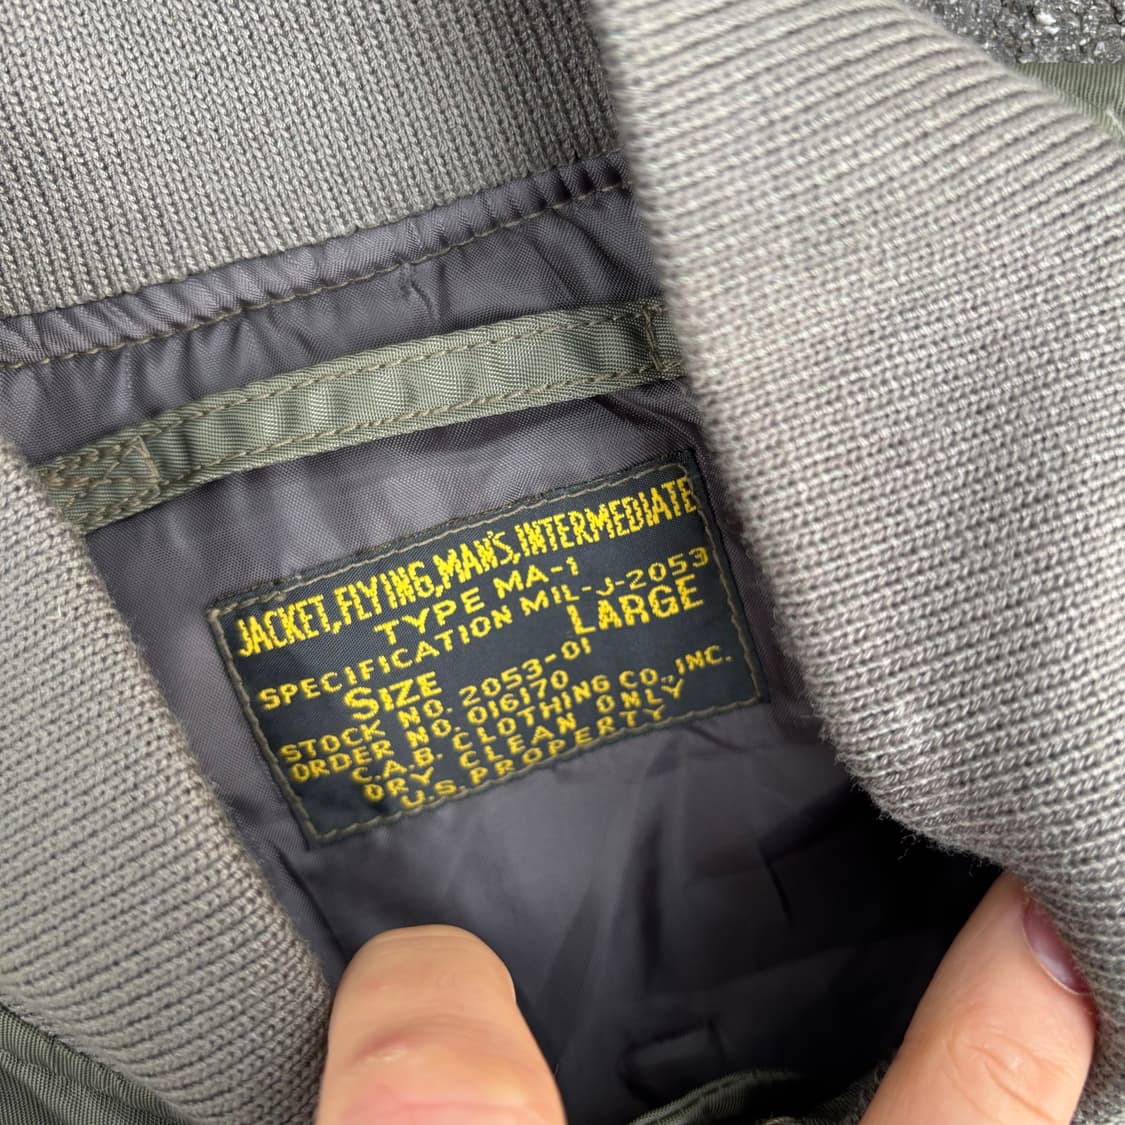 JACKET, FLYING, MAN'S, INTERMEDIATE
TYPE MA-1
SPECIFICATION MIL-J-2053
SIZE LARGE
STOCK NO. 2053-01
ORDER NO. 016170
C.A.B. CLOTHING CO., INC.
DRY CLEAN ONLY
U.S. PROPERTY